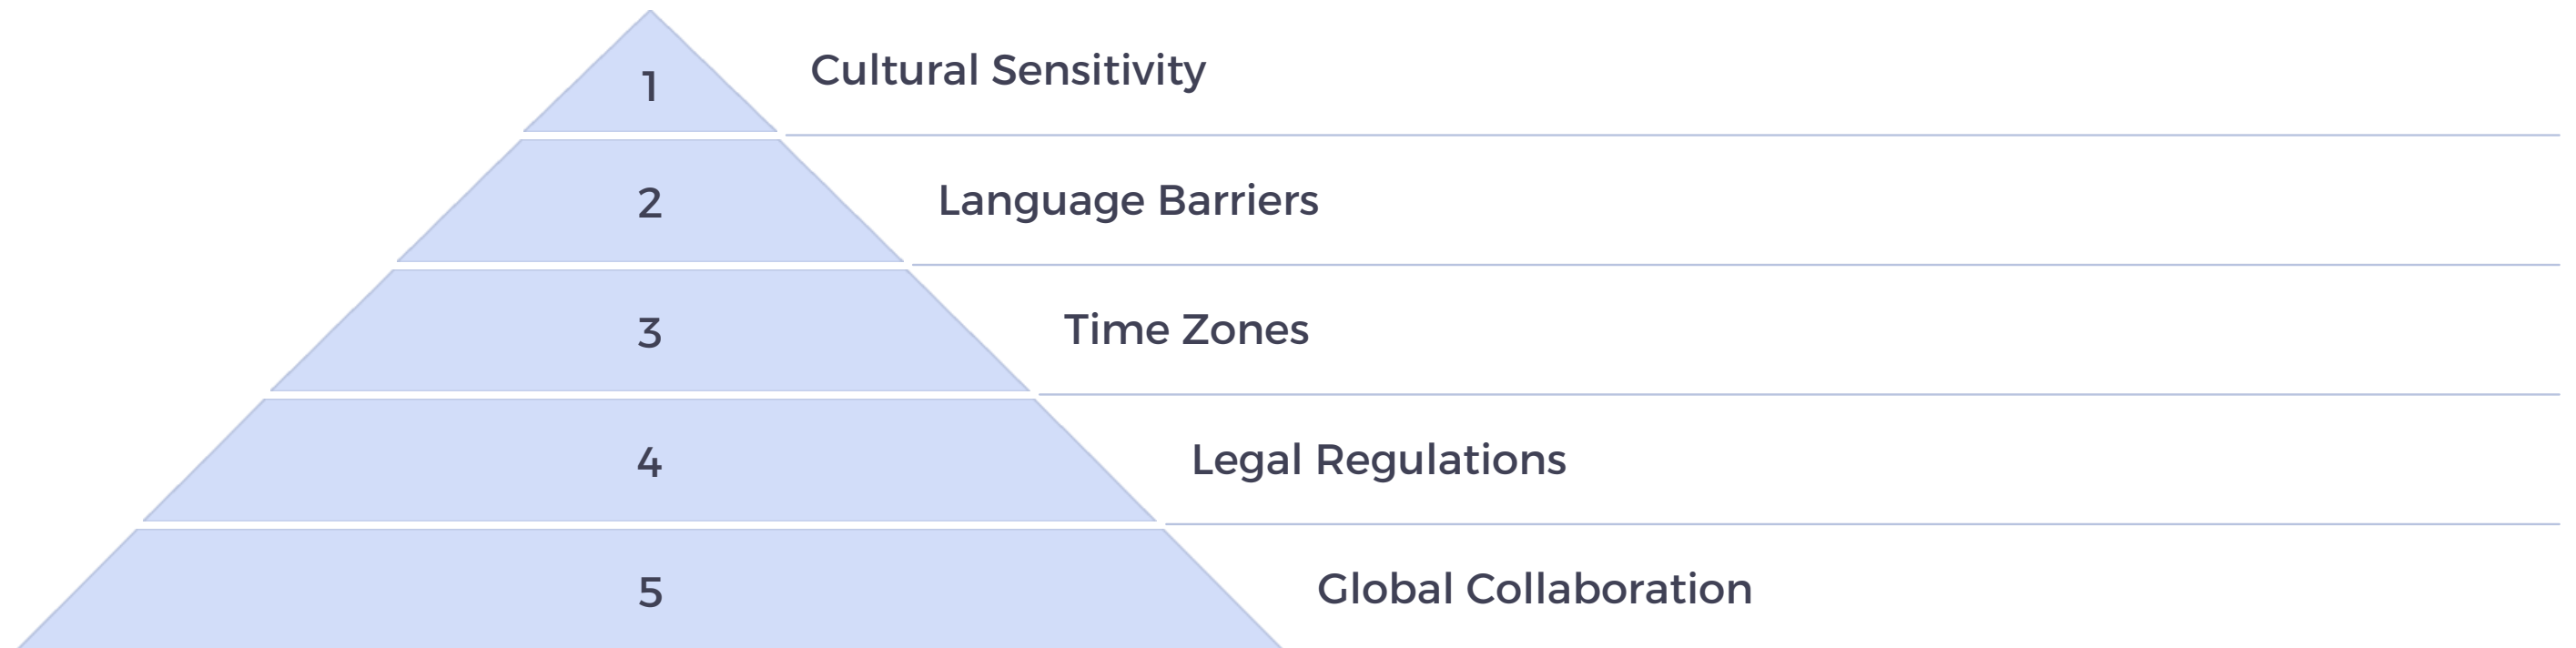 1
Cultural Sensitivity
2
Language Barriers
3
Time Zones
4
Legal Regulations
5
Global Collaboration